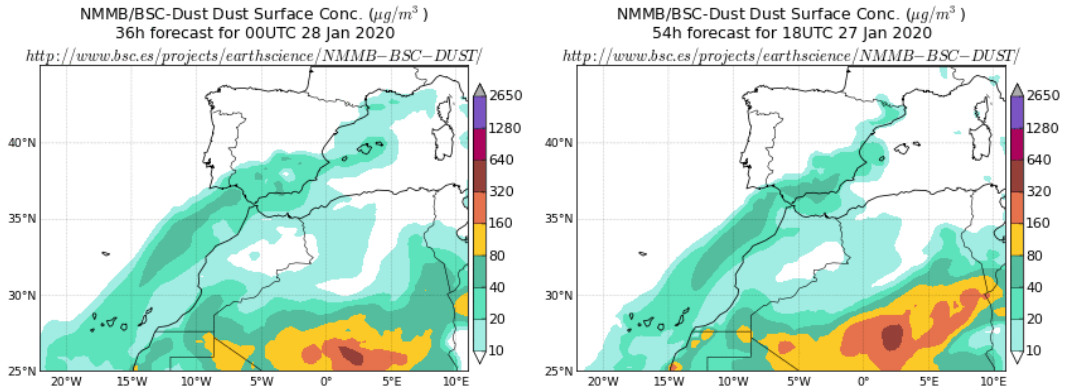 NMMB/BSC-Dust Dust Surface Conc. (μg/m³ )
36h forecast for 00UTC 28 Jan 2020
http://www.bsc.es/projects/earthscience/NMMB−BSC−DUST/
2650
1280
640
320
160
80
40
20
10
40°N
35°N
30°N
25°N
20°W
15°W
10°W
5°W
0°
5°E
10°E
NMMB/BSC-Dust Dust Surface Conc. (μg/m³ )
54h forecast for 18UTC 27 Jan 2020
http://www.bsc.es/projects/earthscience/NMMB−BSC−DUST/
2650
1280
640
320
160
80
40
20
10
40°N
35°N
30°N
25°N
20°W
15°W
10°W
5°W
0°
5°E
10°E